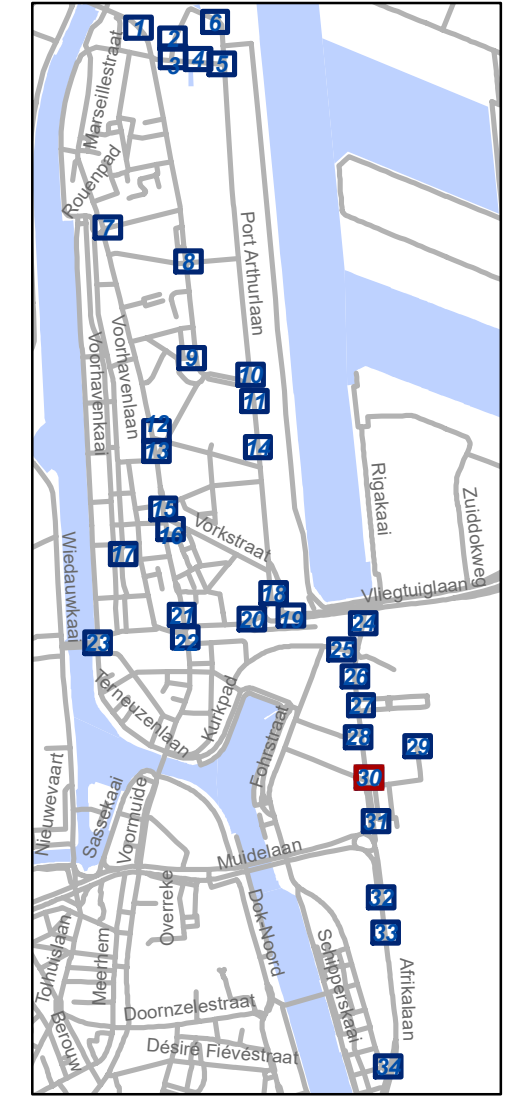 1
2
6
3
4
5
Marseillestraat
Rouenpad
7
8
Port Arthurlaan
Voorhavenlaan
Voorhavenkaai
9
10
11
12
13
14
Rigakaai
Zuiddokweg
15
16
Vorkstraat
17
Wiedauwkaai
18
Vliegtuiglaan
19
20
21
22
23
24
25
26
27
28
29
30
31
Terneuzenlaan
Kurkpad
Fohrstraat
Nieuwevaart
Sassekaai
Voormuide
Muidelaan
Overreke
Dok-Noord
32
33
Tolhuislaan
Meerhem
Schipperskaai
Afrikalaan
Doornzelestraat
Berouw
Désiré Fiévéstraat
34